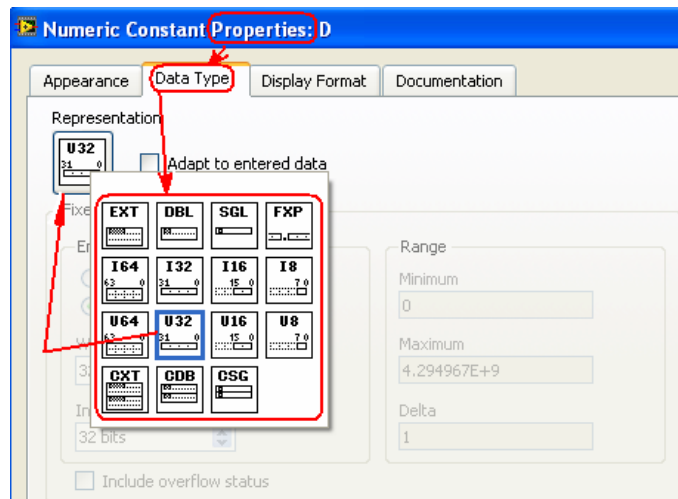 Numeric Constant Properties: D
Appearance Data Type Display Format Documentation
Representation
U32
31 0
Adapt to entered data
Fixe
EXT DBL SGL FXP
En
Range
I64 I32 I16 I8
63 0 31 0 15 0 7 0
Minimum
0
U64 U32 U16 U8
63 0 31 0 15 0 7 0
W
Maximum
32
4.294967E+9
CXT CDB CSG
In
Delta
32 bits
1
Include overflow status